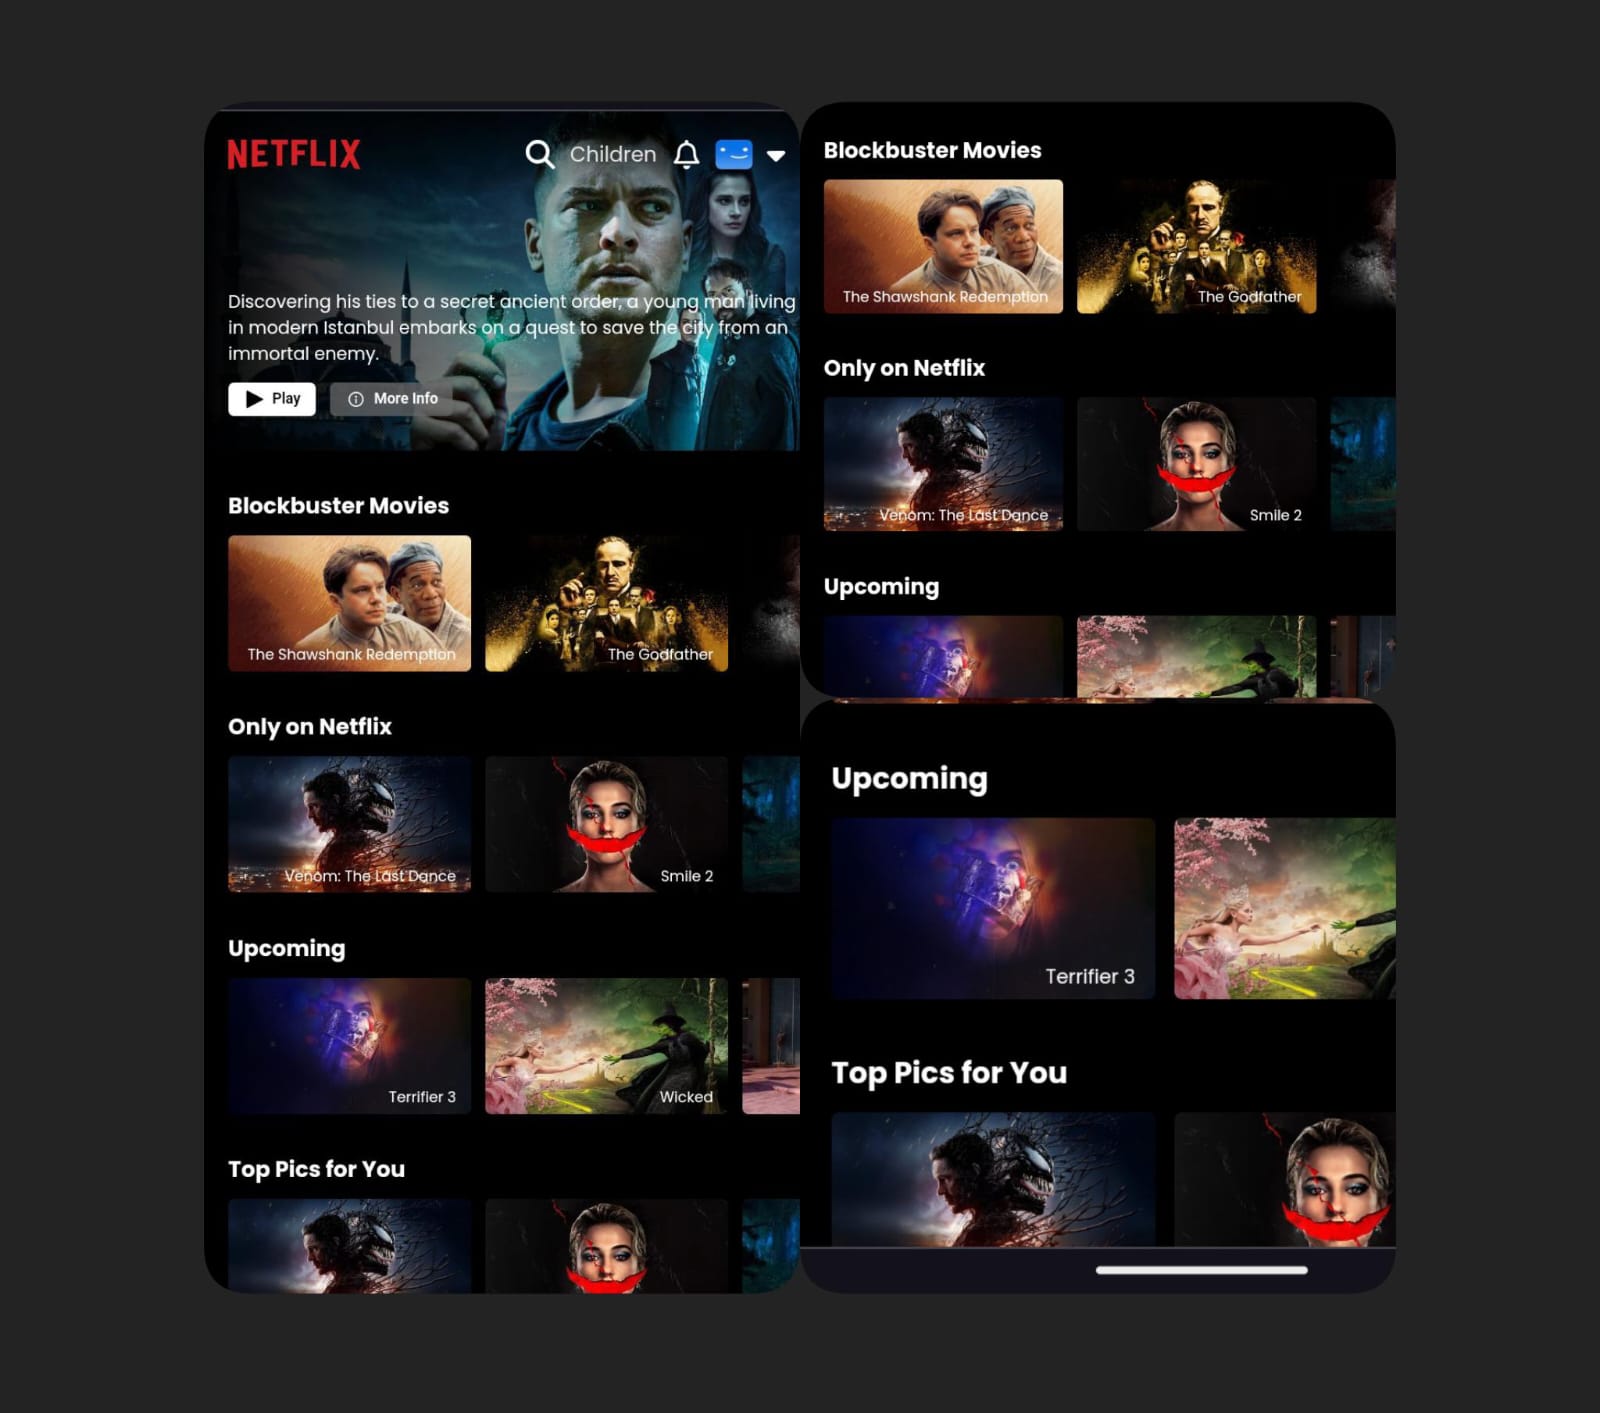 NETFLIX
Children
Discovering his ties to a secret ancient order, a young man living
in modern Istanbul embarks on a quest to save the city from an
immortal enemy.
Play
More Info
Blockbuster Movies
The Shawshank Redemption
The Godfather
Only on Netflix
Venom: The Last Dance
Smile 2
Upcoming
Terrifier 3
Wicked
Top Pics for You
Blockbuster Movies
The Shawshank Redemption
The Godfather
Only on Netflix
Venom: The Last Dance
Smile 2
Upcoming
Upcoming
Terrifier 3
Top Pics for You